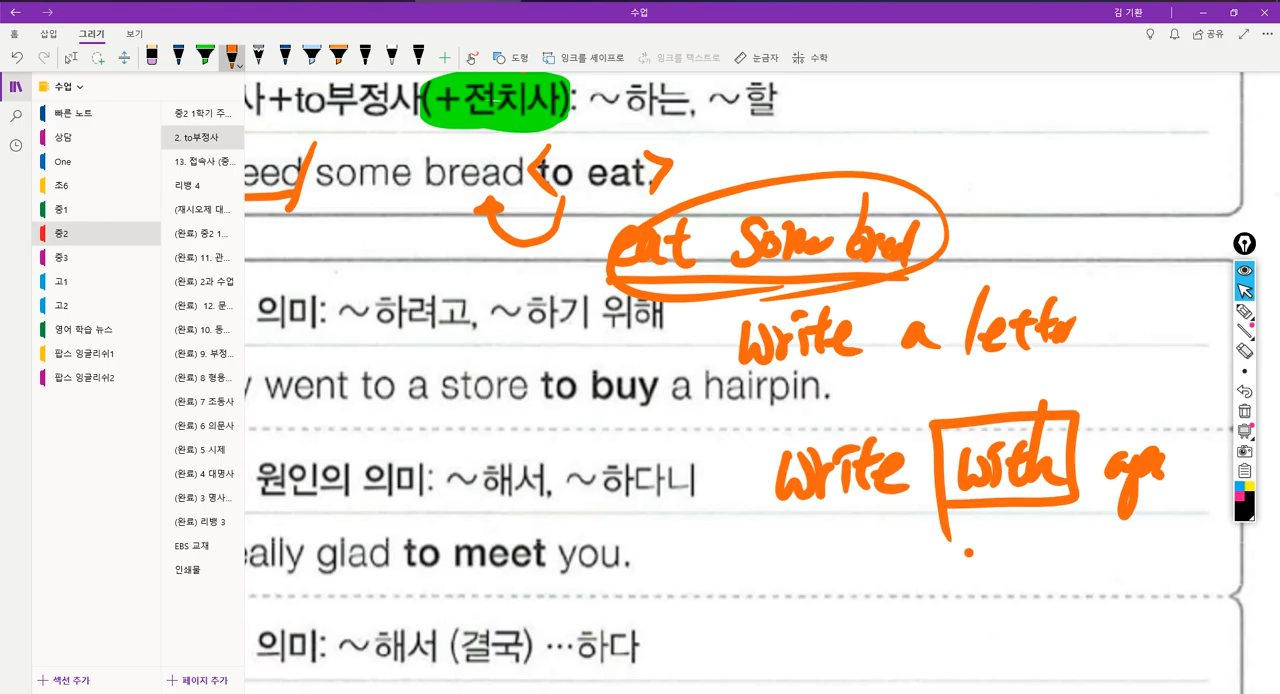 수업
김 기환
홈 삽입 그리기 보기
공유
도형 잉크를 셰이프로 잉크를 텍스트로 눈금자 수학
수업
빠른 노트
상담
One
초6
중1
중2
중3
고1
고2
영어 학습 뉴스
팝스 잉글리쉬1
팝스 잉글리쉬2
섹션 추가
중2 1학기 주...
2. to부정사
13. 접속사 (중...
리뱅 4
(재시오제 대...
(완료) 중2 1...
(완료) 11. 관...
(완료) 2과 수업
(완료) 12. 문...
(완료) 10. 동...
(완료) 9. 부정...
(완료) 8 형용...
(완료) 7 조동사
(완료) 6 의문사
(완료) 5 시제
(완료) 4 대명사
(완료) 3 명사...
(완료) 리뱅 3
EBS 교재
인쇄물
페이지 추가
사+to부정사(+전치사): ~하는, ~할
eed some bread to eat.
eat some bread
의미: ~하려고, ~하기 위해
write a letter
went to a store to buy a hairpin.
write with a pen
원인의 의미: ~해서, ~하다니
eally glad to meet you.
의미: ~해서 (결국) …하다